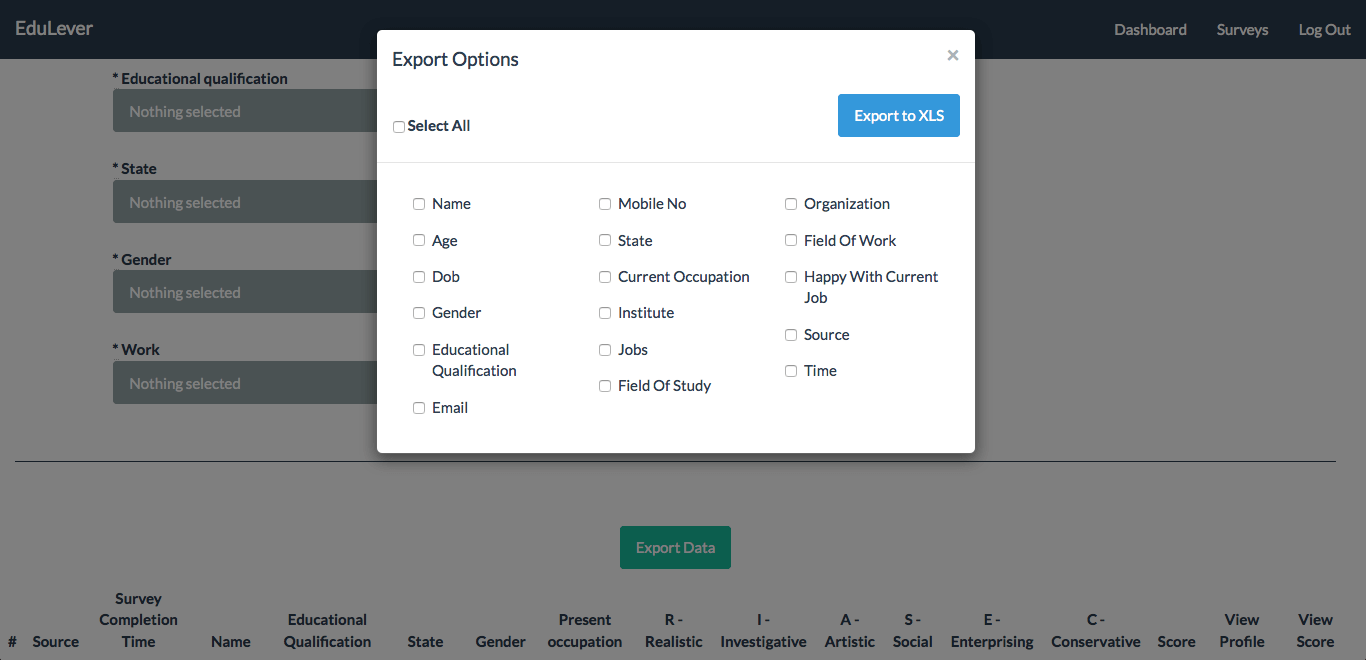 EduLever
Dashboard Surveys Log Out
* Educational qualification
Nothing selected
* State
Nothing selected
* Gender
Nothing selected
* Work
Nothing selected
Export Options
×
Select All
Export to XLS
Name
Age
Dob
Gender
Educational
Qualification
Email
Mobile No
State
Current Occupation
Institute
Jobs
Field Of Study
Organization
Field Of Work
Happy With Current
Job
Source
Time
Export Data
#
Source
Survey
Completion
Time
Name
Educational
Qualification
State
Gender
Present
occupation
R -
Realistic
I -
Investigative
A -
Artistic
S -
Social
E -
Enterprising
C -
Conservative
Score
View
Profile
View
Score